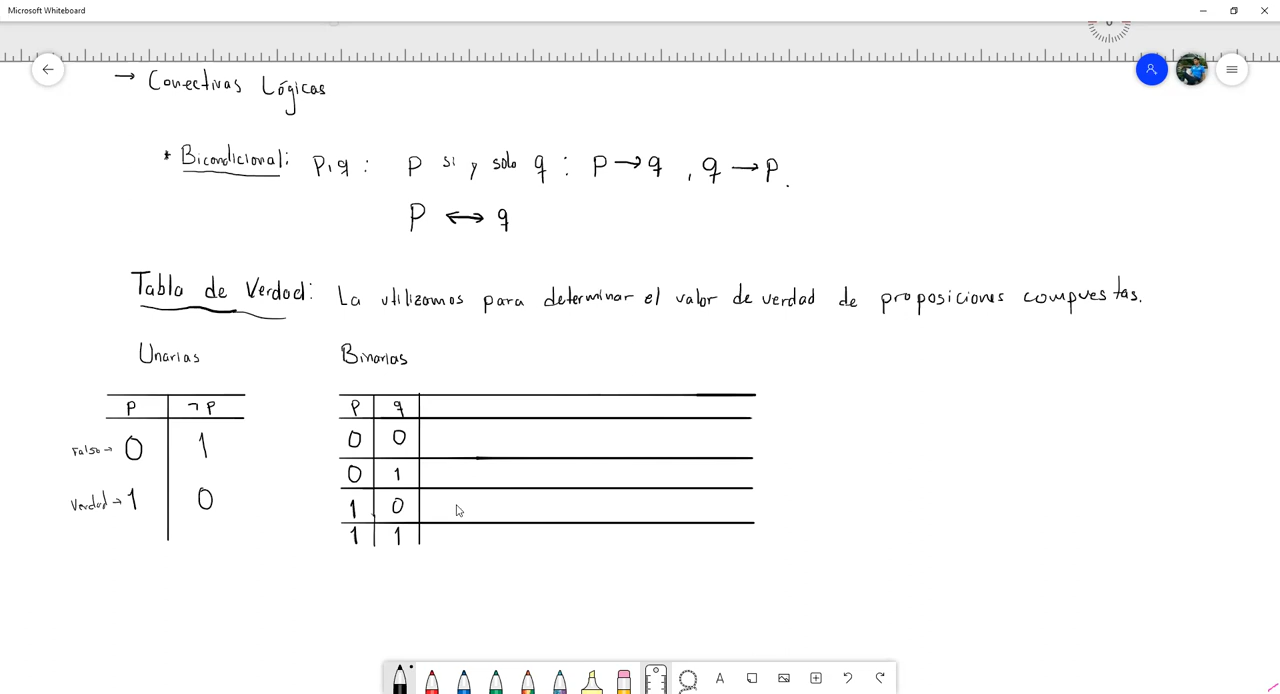 Microsoft Whiteboard
→ Conectivas Lógicas
* Bicondicional: p,q : p si y solo q : p → q , q → p.
p ↔ q
Tabla de Verdad: La utilizamos para determinar el valor de verdad de proposiciones compuestas.
Unarias
p ¬p
Falso → 0 1
Verdad → 1 0
Binarias
p q
0 0
0 1
1 0
1 1
A